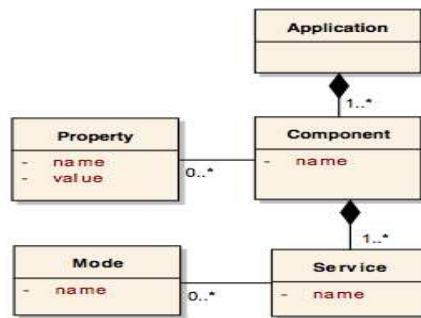 Application
1..*
Property
- name
- value
0..*
Component
- name
1..*
Mode
- name
0..*
Service
- name